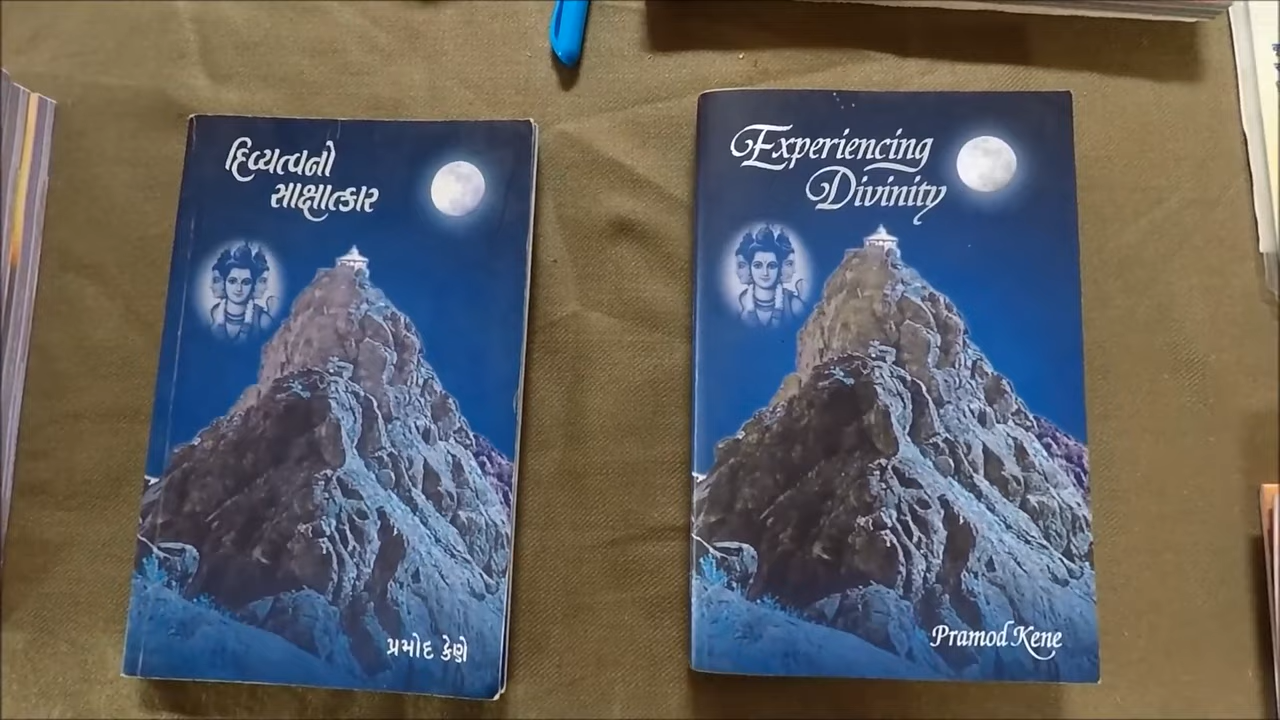 દિવ્યત્વનો
સાક્ષાત્કાર
પ્રમોદ કેણે
Experiencing
Divinity
Pramod Kene